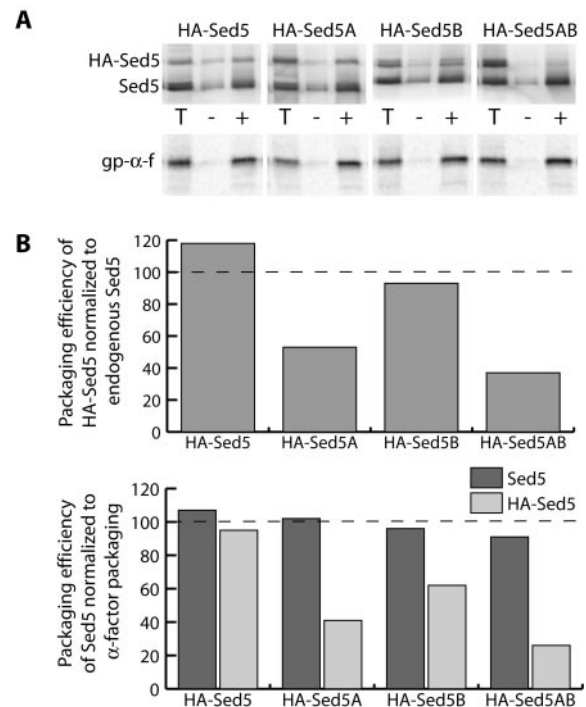 A
HA-Sed5 HA-Sed5A HA-Sed5B HA-Sed5AB
HA-Sed5
Sed5
T - + T - + T - + T - +
gp-α-f
B
Packaging efficiency of
HA-Sed5 normalized to
endogenous Sed5
120
100
80
60
40
20
0
HA-Sed5 HA-Sed5A HA-Sed5B HA-Sed5AB
Packaging efficiency
of Sed5 normalized to
α-factor packaging
120
100
80
60
40
20
0
Sed5
HA-Sed5
HA-Sed5 HA-Sed5A HA-Sed5B HA-Sed5AB